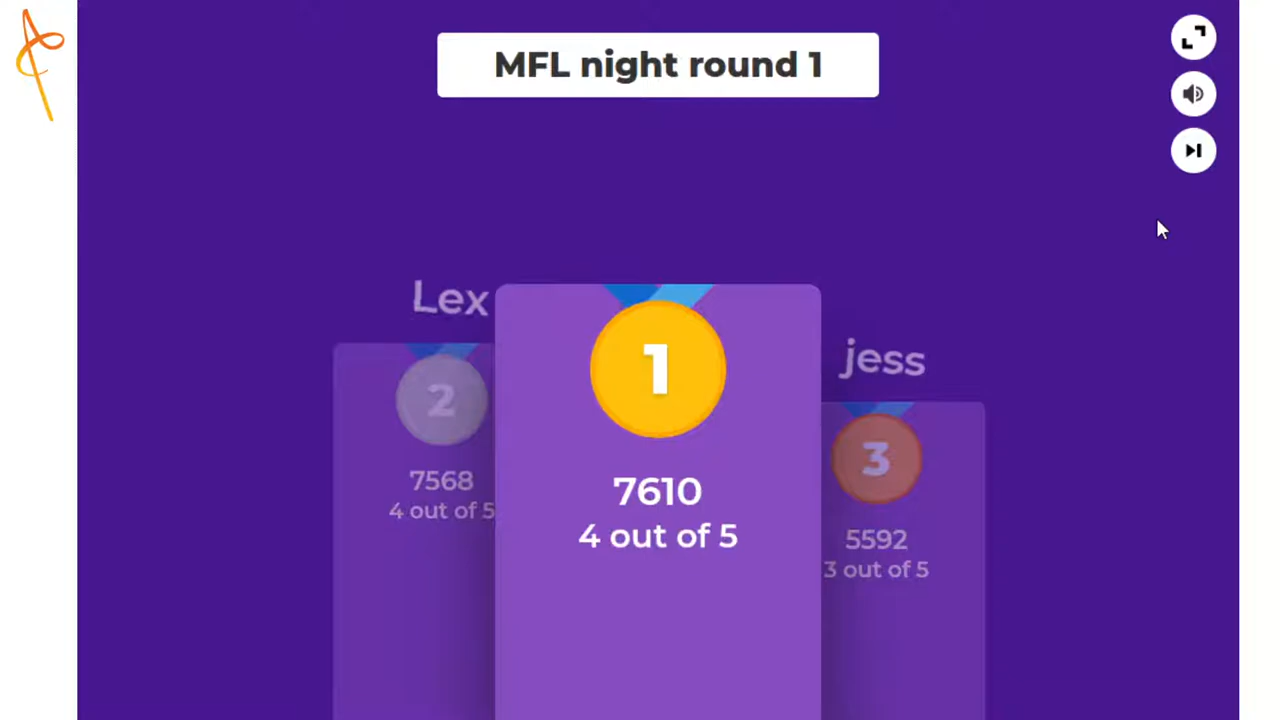 MFL night round 1
Lex
2
7568
4 out of 5
1
7610
4 out of 5
jess
3
5592
3 out of 5